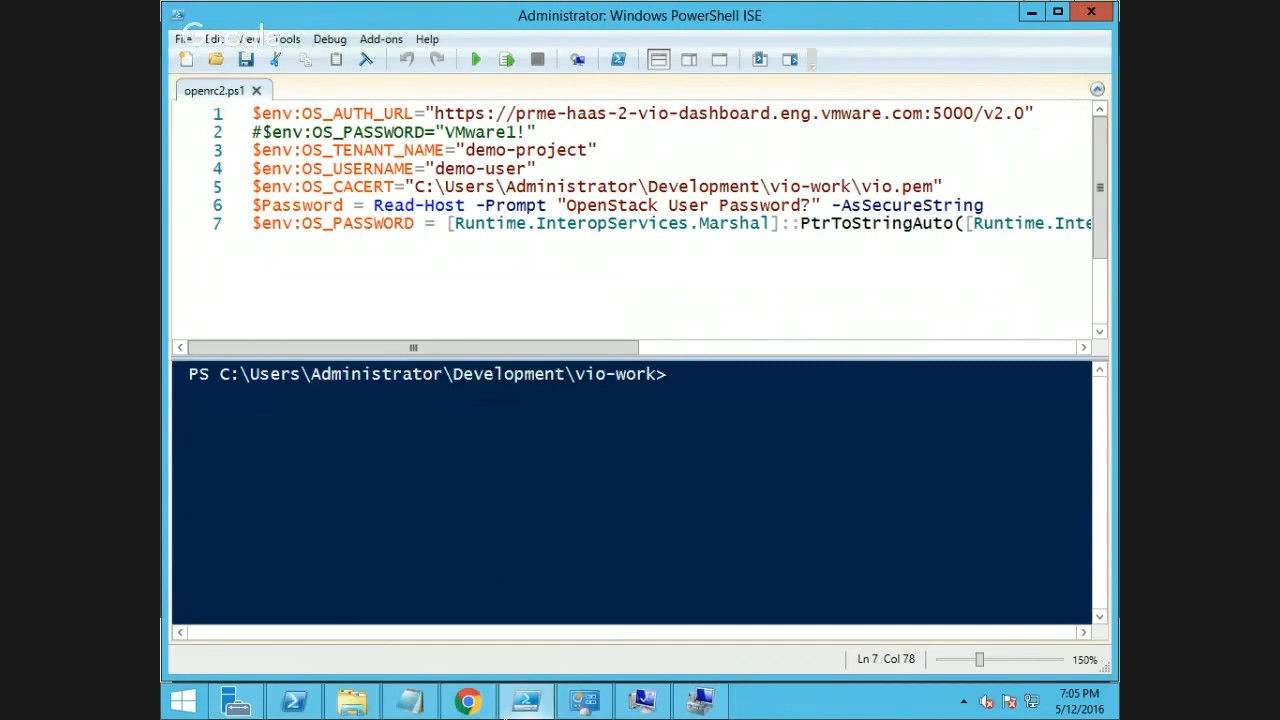 Administrator: Windows PowerShell ISE
Google
File Edit View Tools Debug Add-ons Help
openrc2.ps1
1 $env:OS_AUTH_URL="https://prme-haas-2-vio-dashboard.eng.vmware.com:5000/v2.0"
2 #$env:OS_PASSWORD="VMware1!"
3 $env:OS_TENANT_NAME="demo-project"
4 $env:OS_USERNAME="demo-user"
5 $env:OS_CACERT="C:\Users\Administrator\Development\vio-work\vio.pem"
6 $Password = Read-Host -Prompt "OpenStack User Password?" -AsSecureString
7 $env:OS_PASSWORD = [Runtime.InteropServices.Marshal]::PtrToStringAuto([Runtime.Inte
PS C:\Users\Administrator\Development\vio-work>
Ln 7 Col 78
150%
7:05 PM
5/12/2016